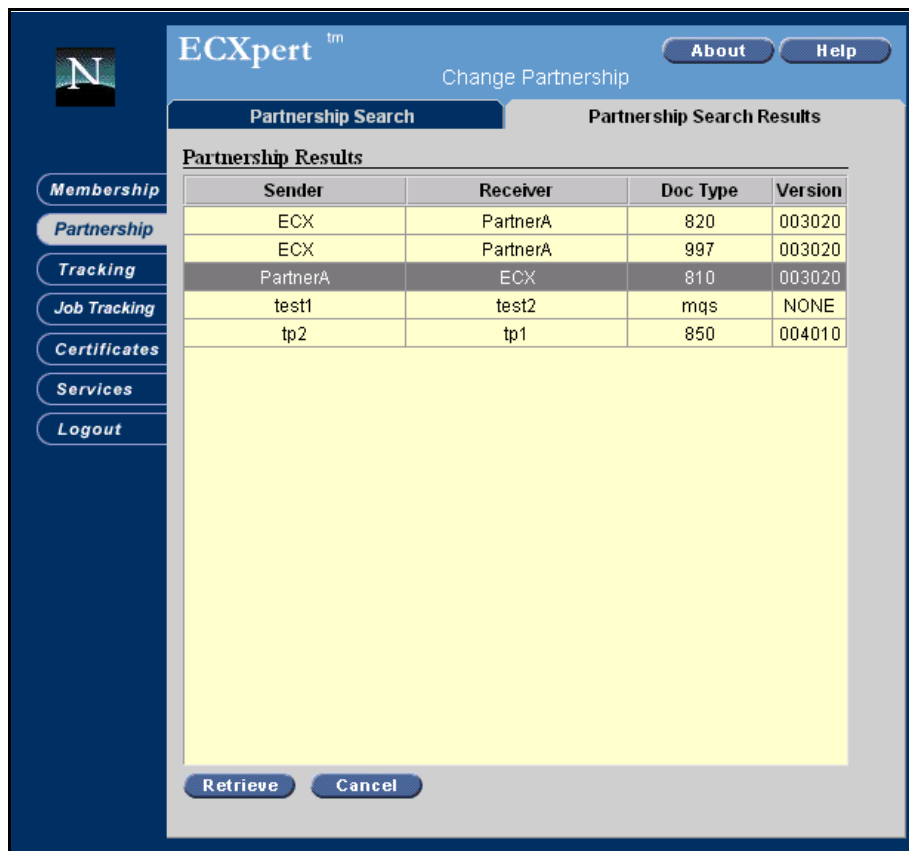 N
ECXpert tm
About Help
Change Partnership
Partnership Search Partnership Search Results
Partnership Results
Sender Receiver Doc Type Version
ECX PartnerA 820 003020
ECX PartnerA 997 003020
PartnerA ECX 810 003020
test1 test2 mqs NONE
tp2 tp1 850 004010
Membership
Partnership
Tracking
Job Tracking
Certificates
Services
Logout
Retrieve Cancel